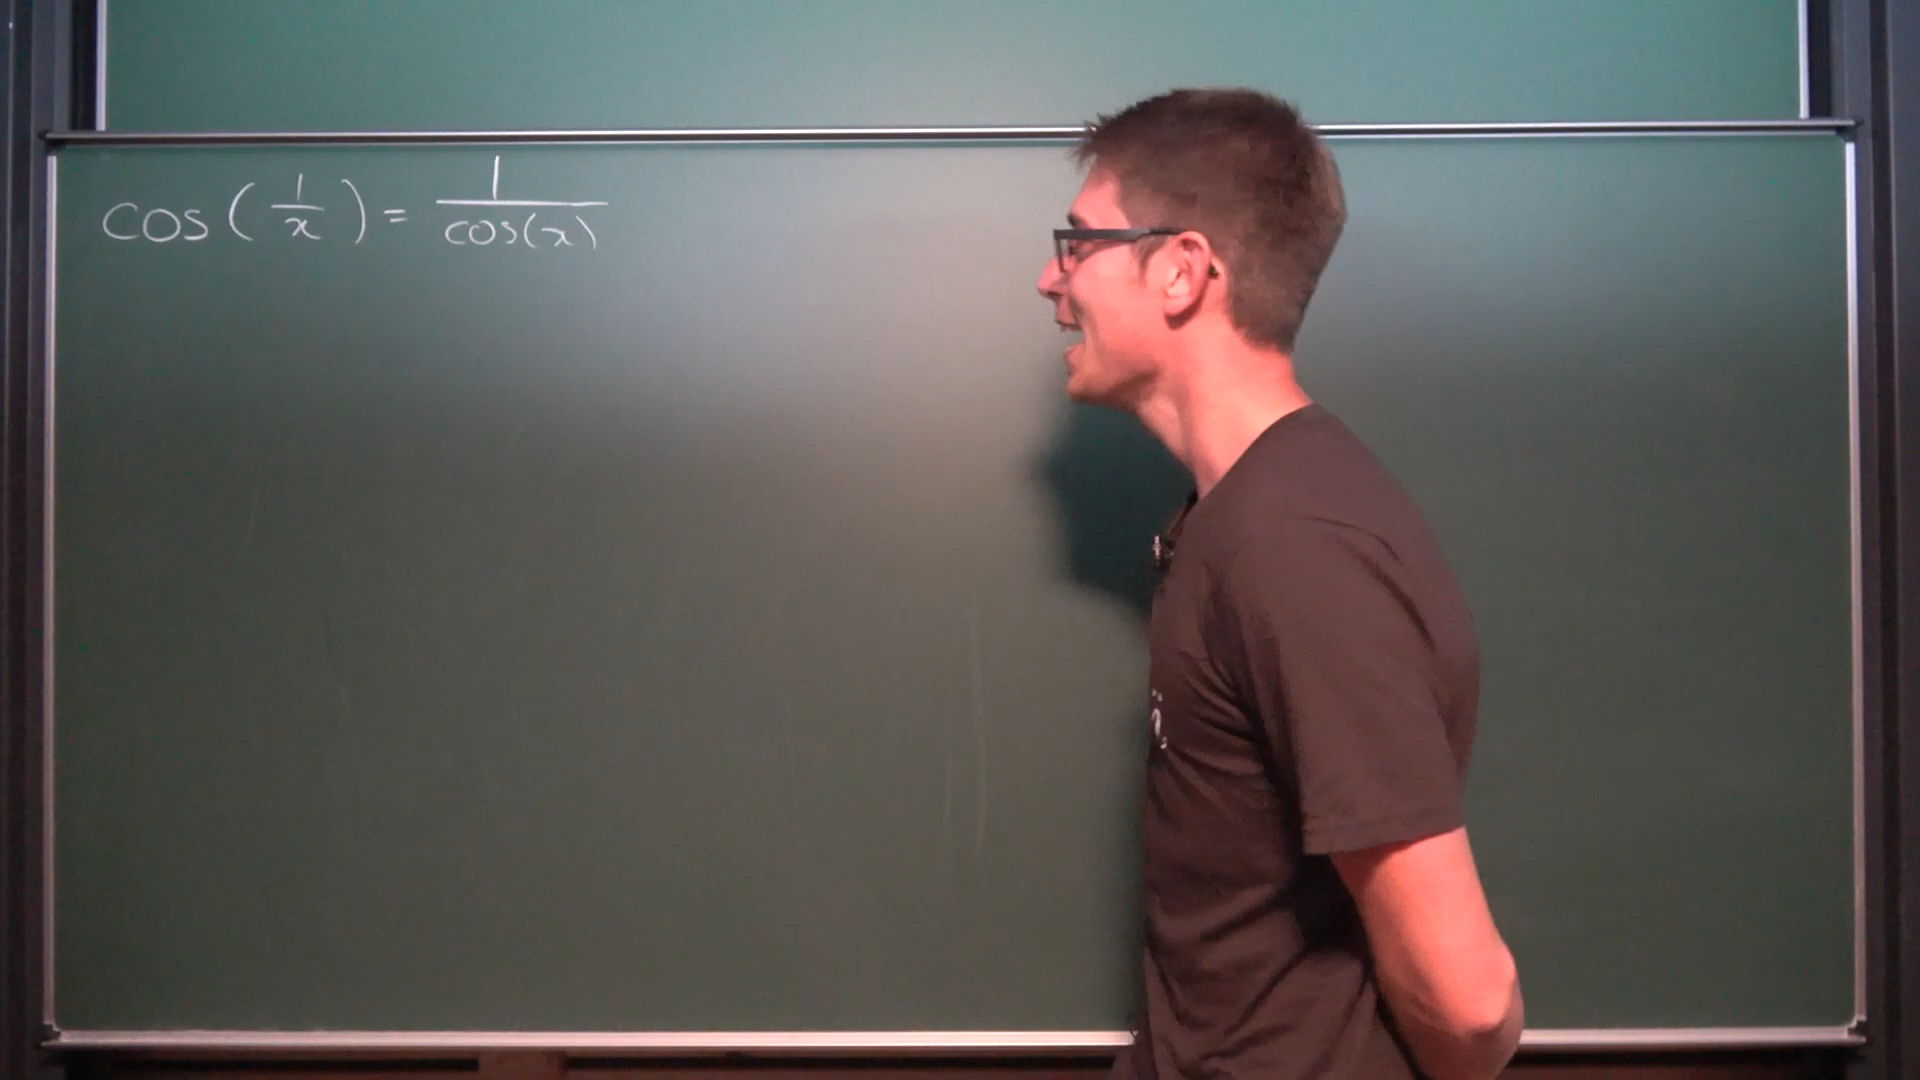 cos(1/x) = 1/cos(x)